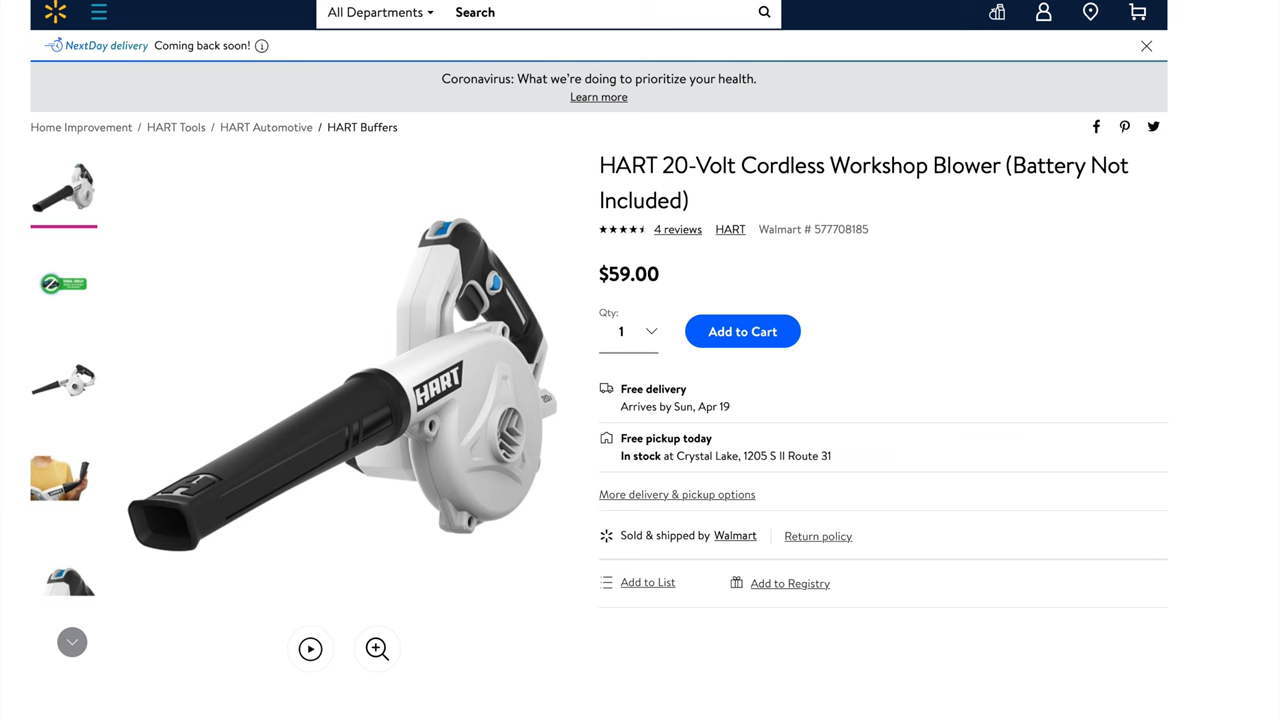 All Departments
Search
NextDay delivery Coming back soon!
Coronavirus: What we're doing to prioritize your health.
Learn more
Home Improvement / HART Tools / HART Automotive / HART Buffers
HART 20-Volt Cordless Workshop Blower (Battery Not
Included)
4 reviews HART Walmart # 577708185
$59.00
Qty:
1
Add to Cart
Free delivery
Arrives by Sun, Apr 19
Free pickup today
In stock at Crystal Lake, 1205 S Il Route 31
More delivery & pickup options
Sold & shipped by Walmart
Return policy
Add to List
Add to Registry
HART